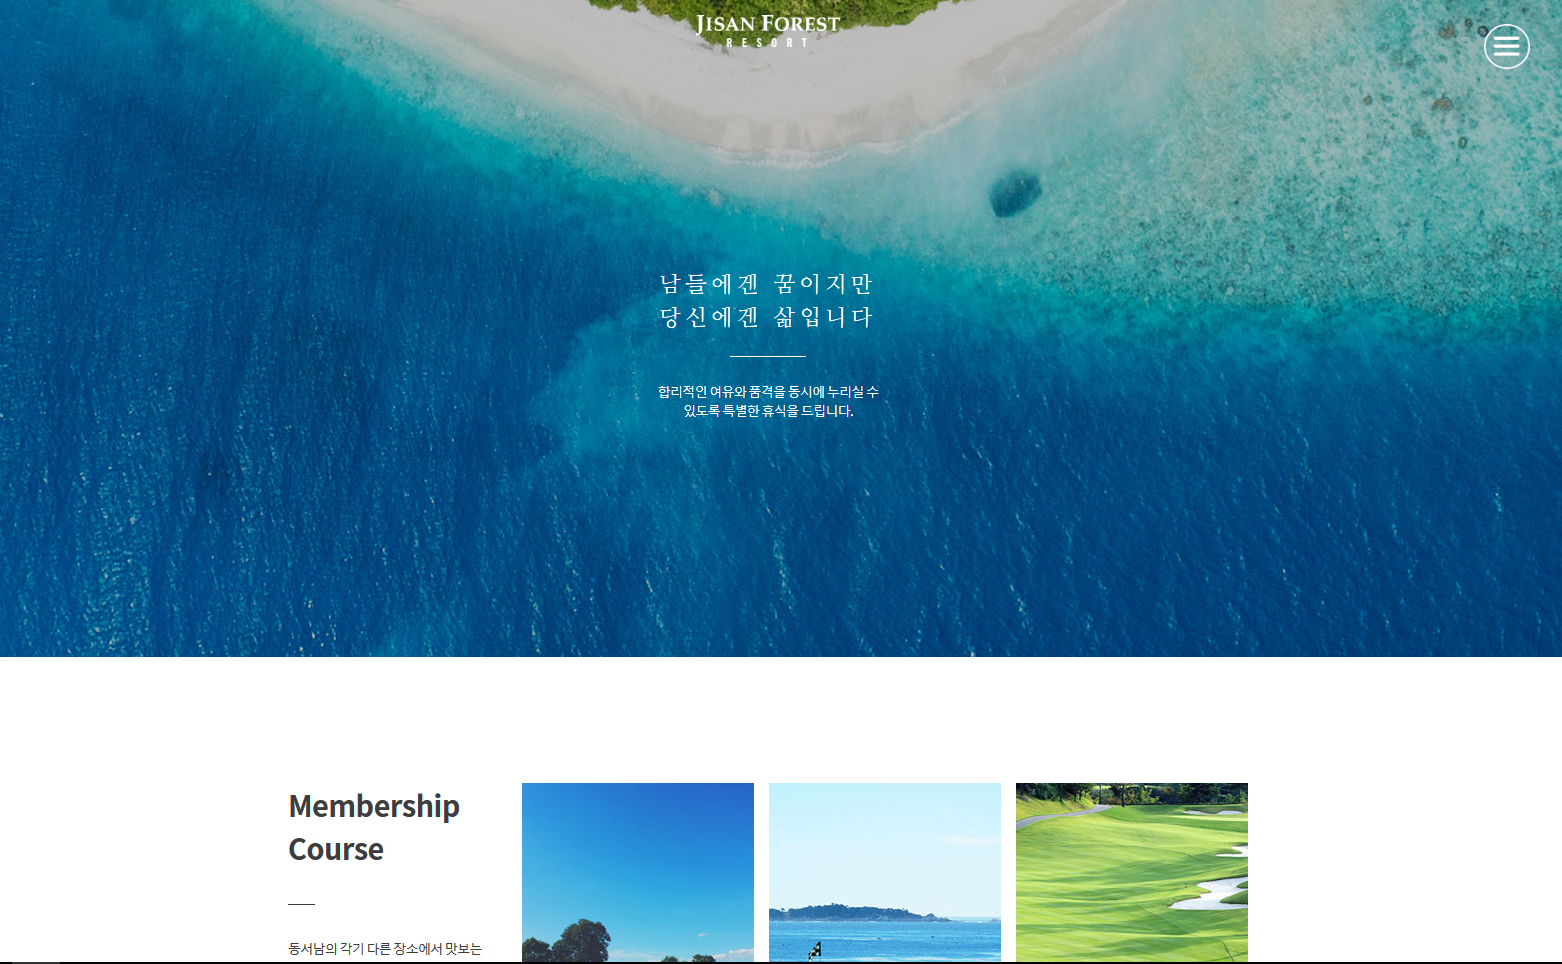 JISAN FOREST
RESORT
남들에겐 꿈이지만
당신에겐 삶입니다
합리적인 여유와 품격을 동시에 누리실 수
있도록 특별한 휴식을 드립니다.
Membership
Course
동서남의 각기 다른 장소에서 맛보는